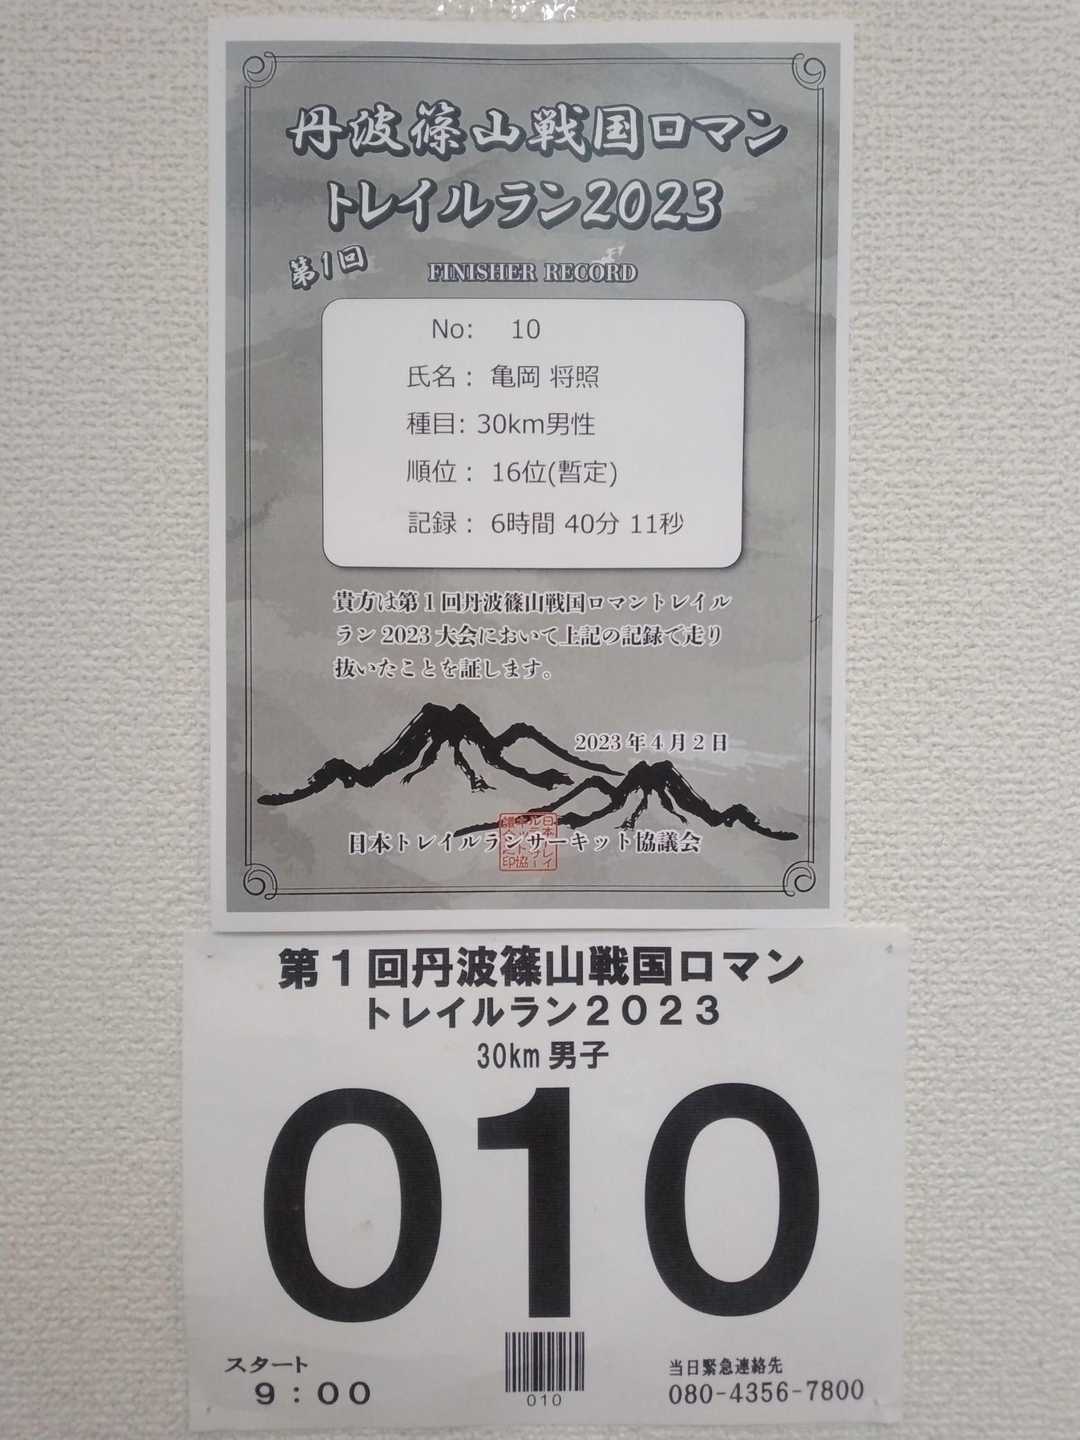 丹波篠山戦国ロマン
トレイルラン2023
第1回
FINISHER RECORD
No: 10
氏名: 亀岡 将照
種目: 30km男性
順位: 16位(暫定)
記録: 6時間 40分 11秒
貴方は第1回丹波篠山戦国ロマントレイル
ラン2023大会において上記の記録で走り
抜いたことを証します。
2023年4月2日
日本トレイルランサーキット協議会
第1回丹波篠山戦国ロマン
トレイルラン2023
30km 男子
010
スタート
9:00
010
当日緊急連絡先
080-4356-7800